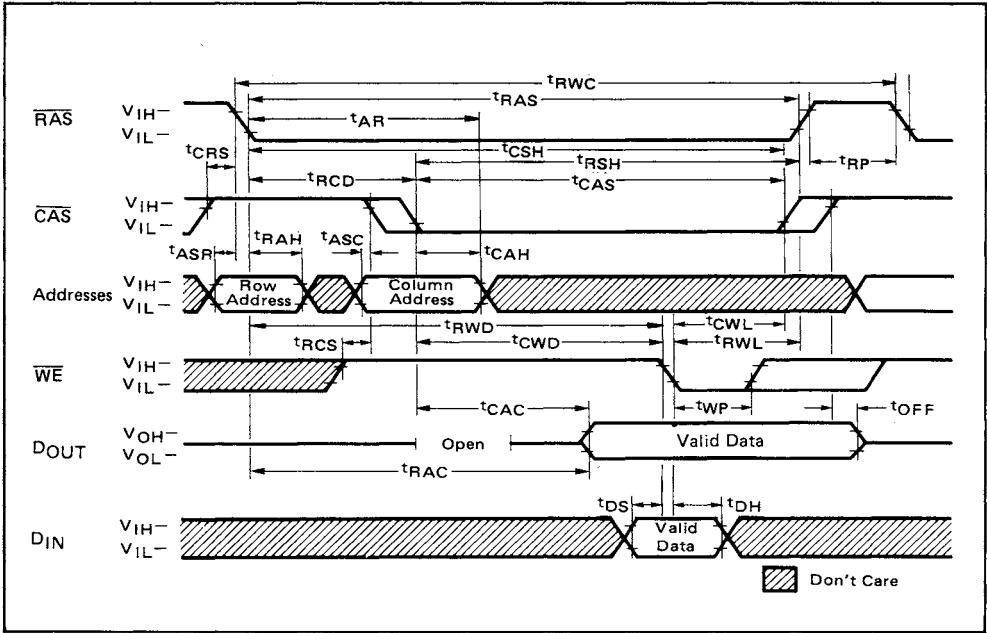 tRWC
RAS
VIH–
VIL–
tRAS
tAR
tCRS
tCSH
tRSH
tRP
tRCD
tCAS
CAS
VIH–
VIL–
tASR
tRAH
tASC
tCAH
Addresses
VIH–
VIL–
Row
Address
Column
Address
tRWD
tCWL
tRCS
tCWD
tRWL
WE
VIH–
VIL–
tCAC
tWP
tOFF
DOUT
VOH–
VOL–
Open
Valid Data
tRAC
tDS
tDH
DIN
VIH–
VIL–
Valid
Data
Don't Care